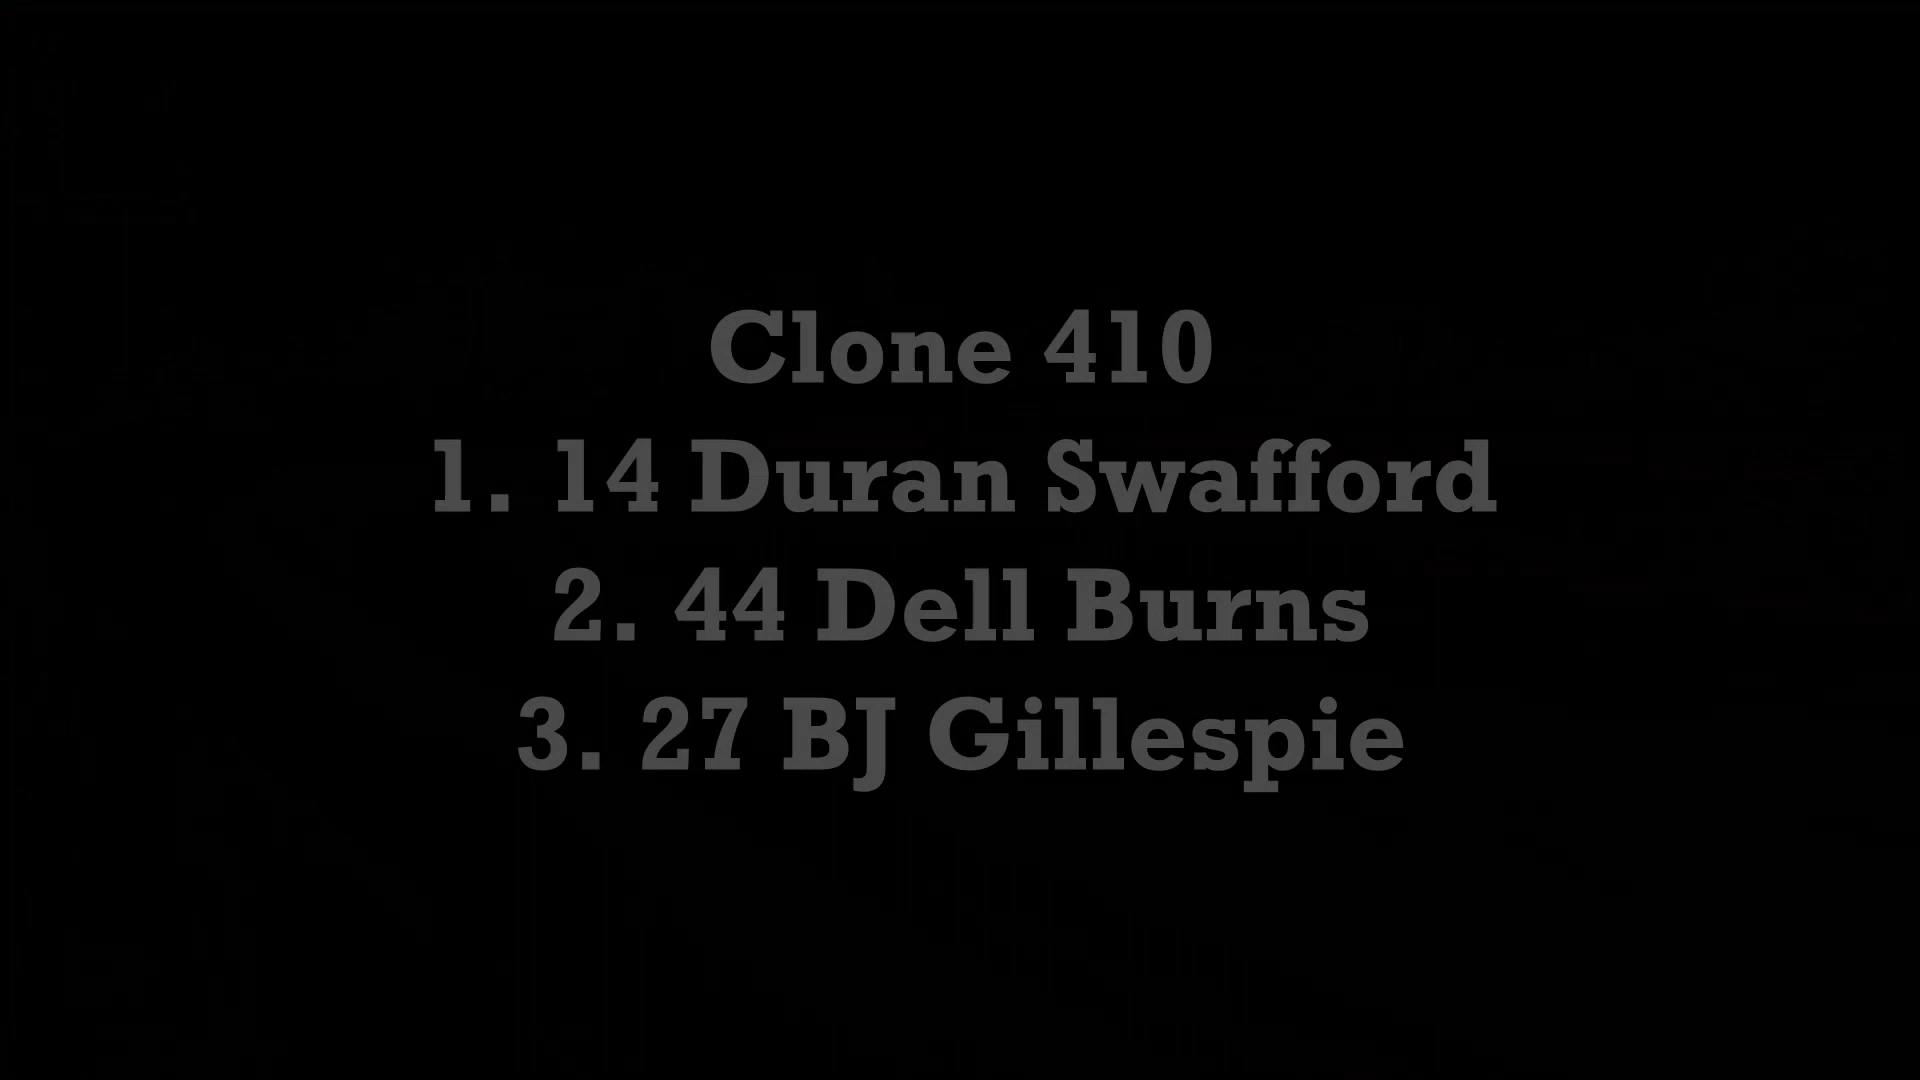 Clone 410
1. 14 Duran Swafford
2. 44 Dell Burns
3. 27 BJ Gillespie